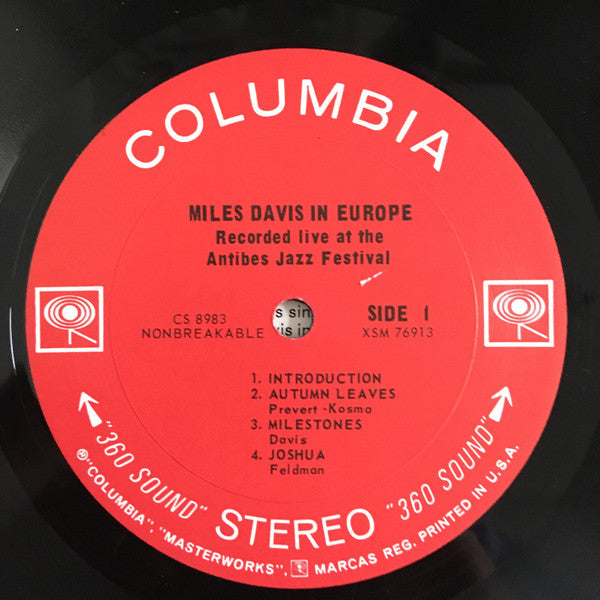 COLUMBIA
MILES DAVIS IN EUROPE
Recorded live at the
Antibes Jazz Festival
CS 8983
NONBREAKABLE
SIDE 1
XSM 76913
1. INTRODUCTION
2. AUTUMN LEAVES
Prevert -Kosma
3. MILESTONES
Davis
4. JOSHUA
Feldman
"360 SOUND" STEREO "360 SOUND"
®"COLUMBIA", "MASTERWORKS", MARCAS REG. PRINTED IN U.S.A.